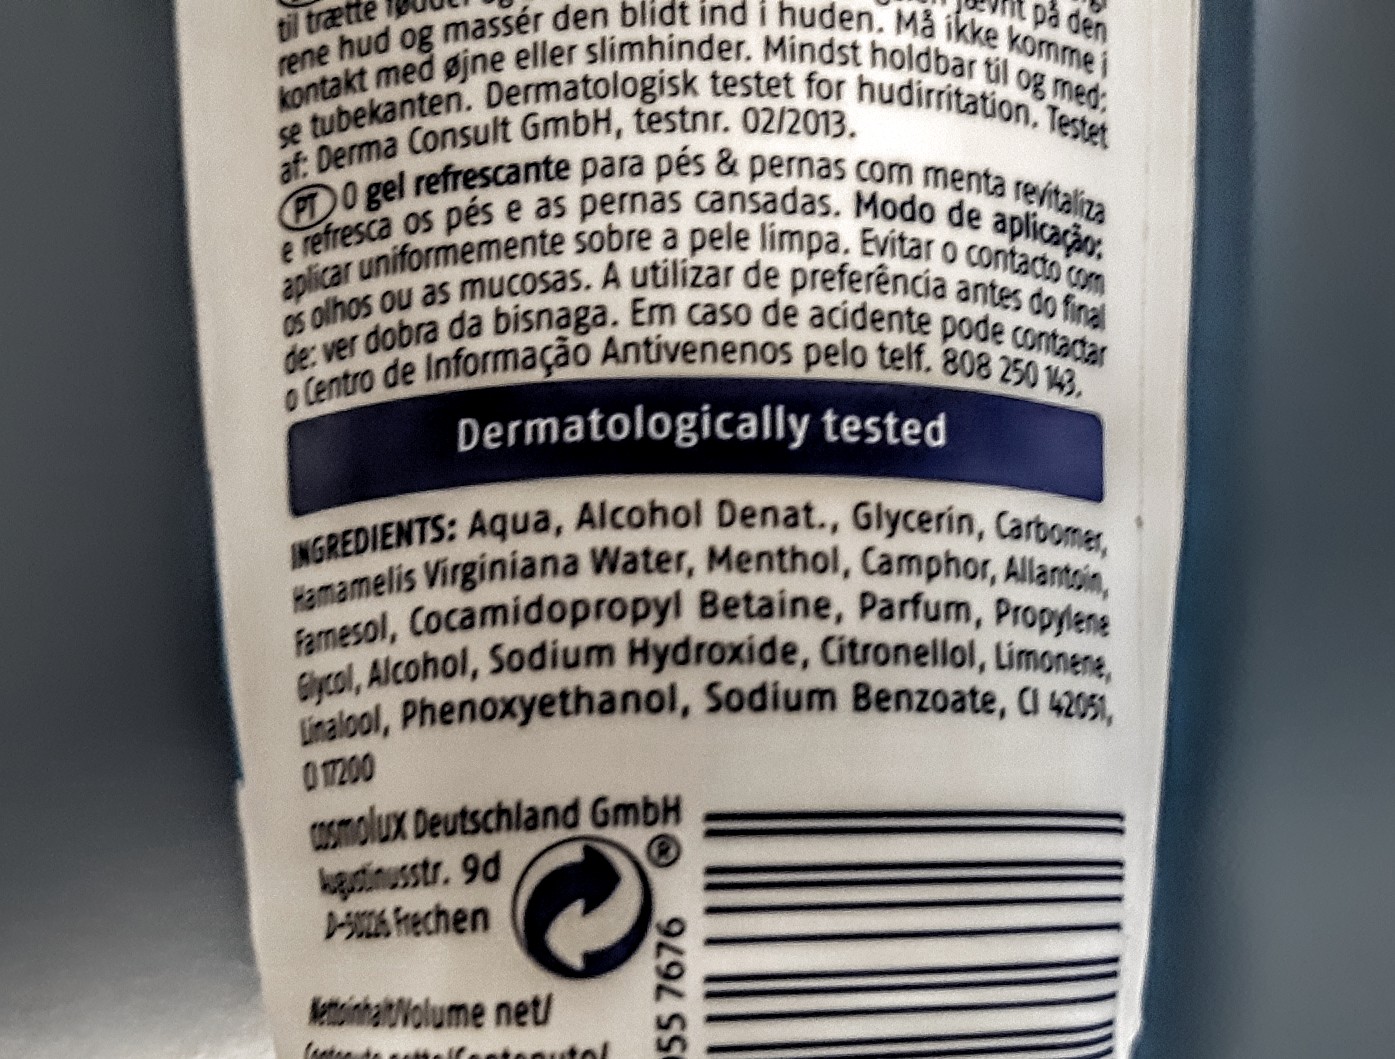 til trætte fødder
jævnt på den
rene hud og massér den blidt ind i huden. Må ikke komme i
kontakt med øjne eller slimhinder. Mindst holdbar til og med:
se tubekanten. Dermatologisk testet for hudirritation. Testet
af: Derma Consult GmbH, testnr. 02/2013.
PT O gel refrescante para pés & pernas com menta revitaliza
e refresca os pés e as pernas cansadas. Modo de aplicação:
aplicar uniformemente sobre a pele limpa. Evitar o contacto com
os olhos ou as mucosas. A utilizar de preferência antes do final
de: ver dobra da bisnaga. Em caso de acidente pode contactar
o Centro de Informação Antivenenos pelo telf. 808 250 143.
Dermatologically tested
INGREDIENTS: Aqua, Alcohol Denat., Glycerin, Carbomer,
Hamamelis Virginiana Water, Menthol, Camphor, Allantoin,
Farnesol, Cocamidopropyl Betaine, Parfum, Propylene
Glycol, Alcohol, Sodium Hydroxide, Citronellol, Limonene,
Linalool, Phenoxyethanol, Sodium Benzoate, CI 42051,
CI 17200
cosmolux Deutschland GmbH
®
Augustinusstr. 9d
D-50226 Frechen
Nettoinhalt/Volume net/
055 7676